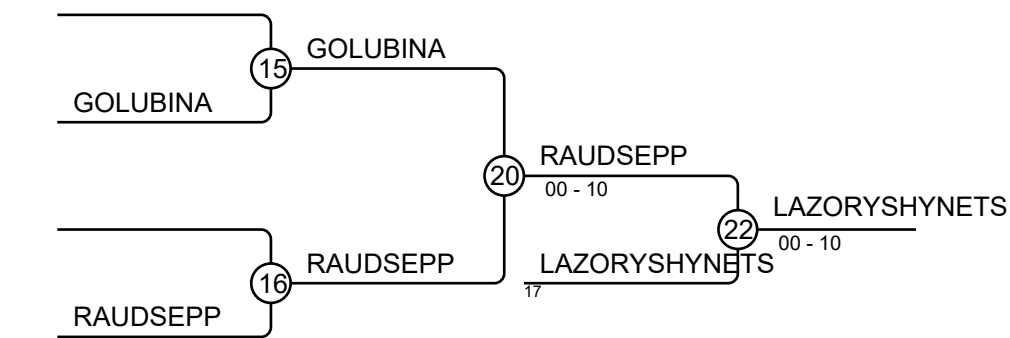 GOLUBINA
15
GOLUBINA
RAUDSEPP
20
00 - 10
LAZORYSHYNETS
22
00 - 10
RAUDSEPP
LAZORYSHYNETS
16
17
RAUDSEPP